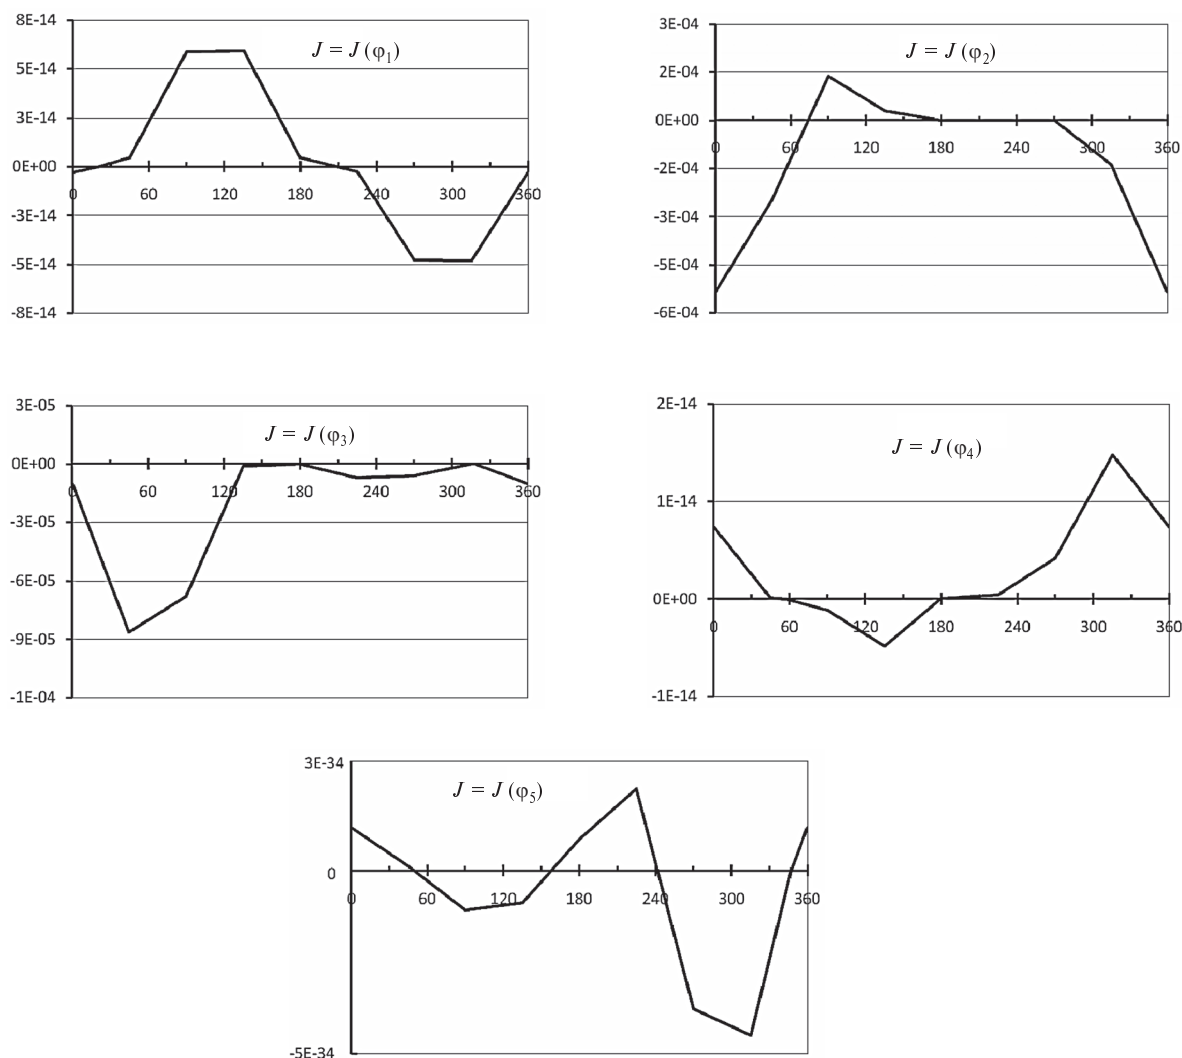 8E-14
J = J (φ1)
5E-14
3E-14
0E+00
0 60 120 180 240 300 360
-3E-14
-5E-14
-8E-14
3E-04
J = J (φ2)
2E-04
0E+00
0 60 120 180 240 300 360
-2E-04
-3E-04
-5E-04
-6E-04
3E-05
J = J (φ3)
0E+00
0 60 120 180 240 300 360
-3E-05
-6E-05
-9E-05
-1E-04
2E-14
J = J (φ4)
1E-14
0E+00
0 60 120 180 240 300 360
-1E-14
3E-34
J = J (φ5)
0
0 60 120 180 240 300 360
-5E-34